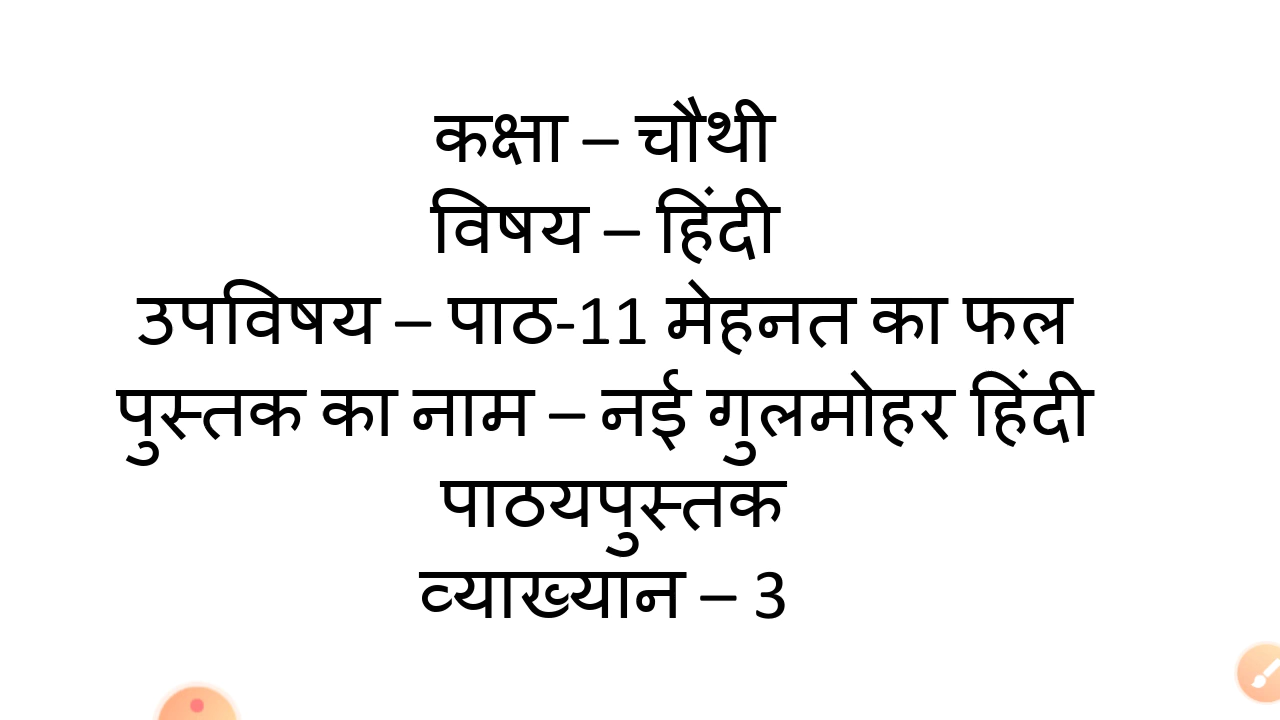 कक्षा – चौथी
विषय – हिंदी
उपविषय – पाठ-11 मेहनत का फल
पुस्तक का नाम – नई गुलमोहर हिंदी
पाठयपुस्तक
व्याख्यान – 3